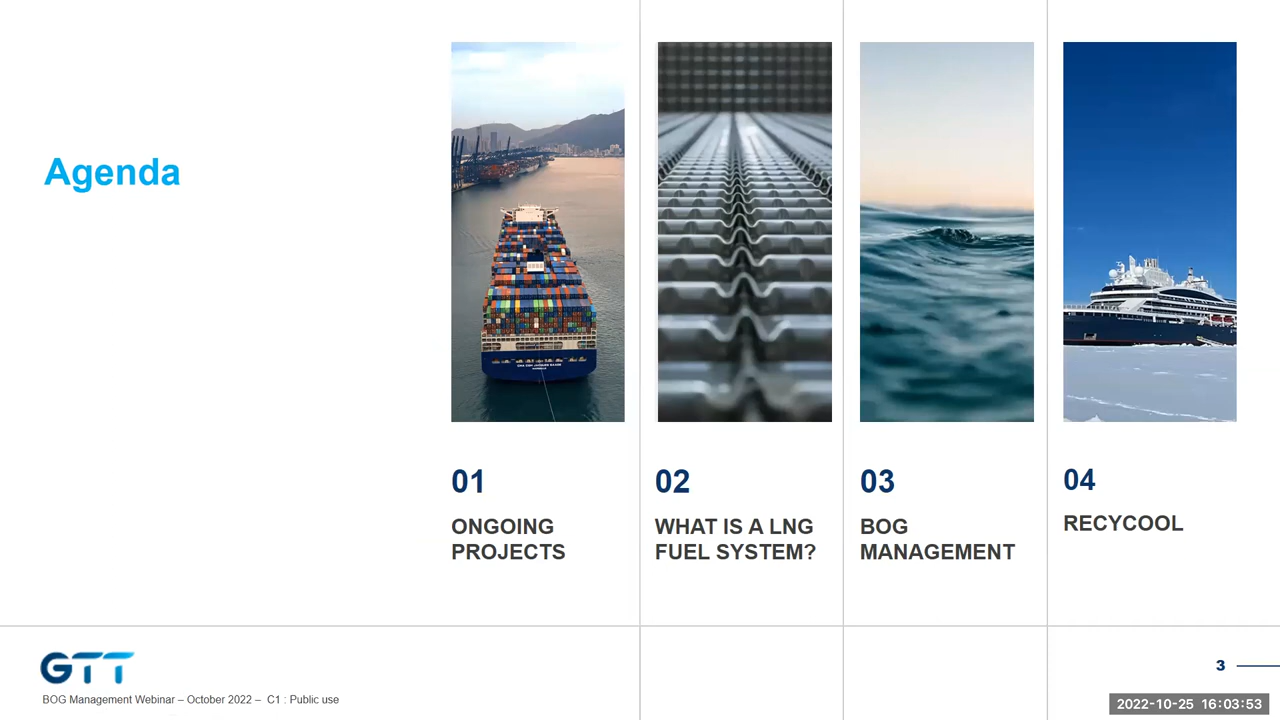 Agenda
01
ONGOING
PROJECTS
02
WHAT IS A LNG
FUEL SYSTEM?
03
BOG
MANAGEMENT
04
RECYCOOL
GTT
BOG Management Webinar – October 2022 – C1 : Public use
3
2022-10-25 16:03:53